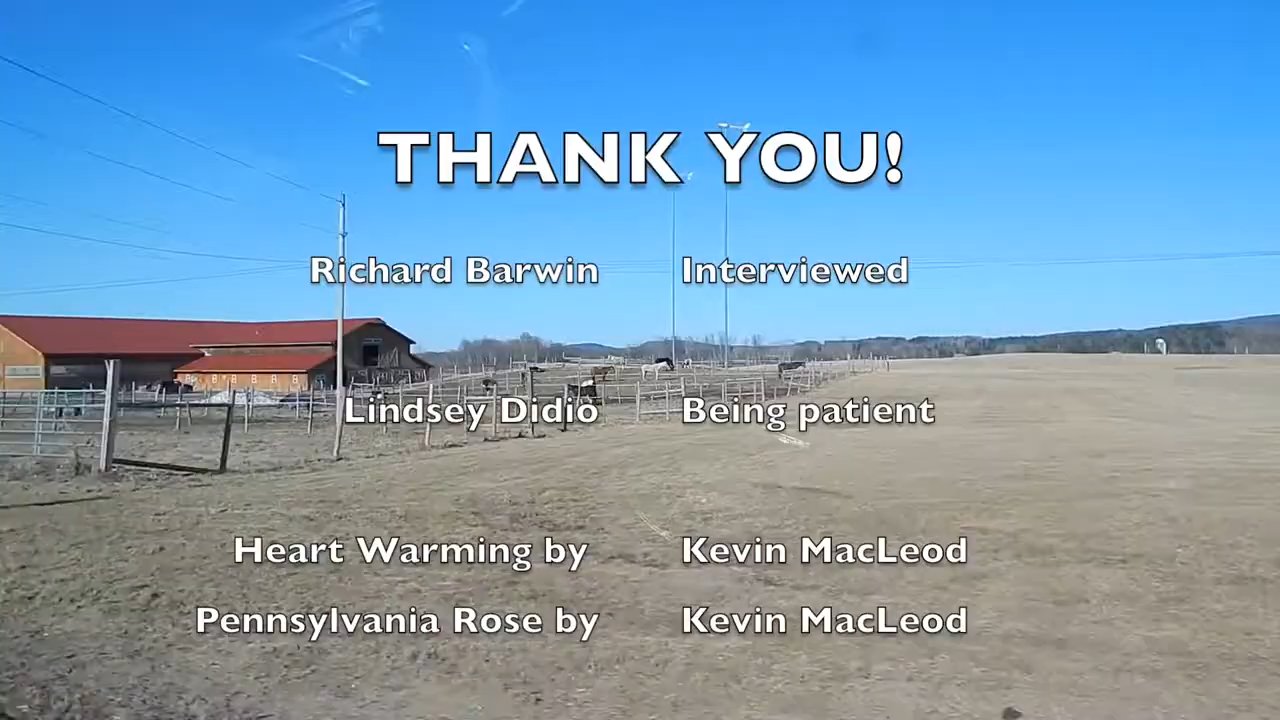 THANK YOU!
Richard Barwin Interviewed
Lindsey Didio Being patient
Heart Warming by Kevin MacLeod
Pennsylvania Rose by Kevin MacLeod